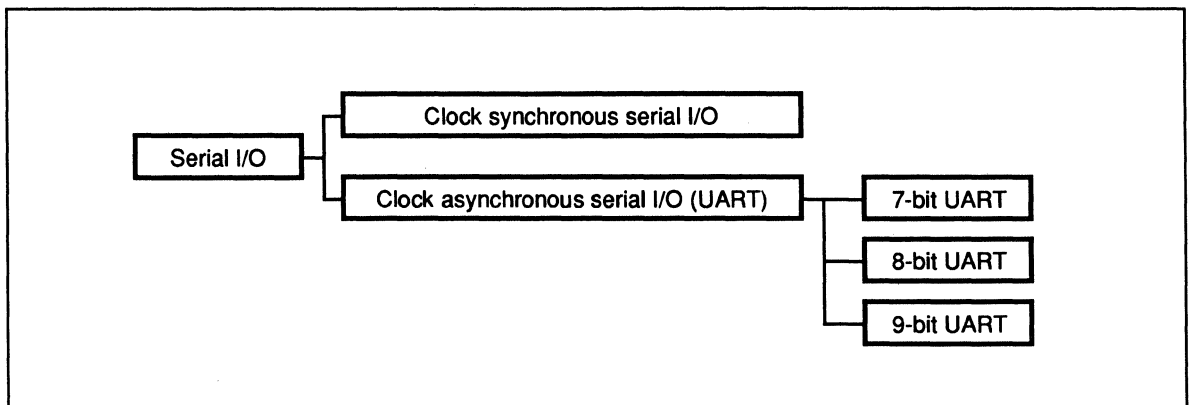 Serial I/O
Clock synchronous serial I/O
Clock asynchronous serial I/O (UART)
7-bit UART
8-bit UART
9-bit UART